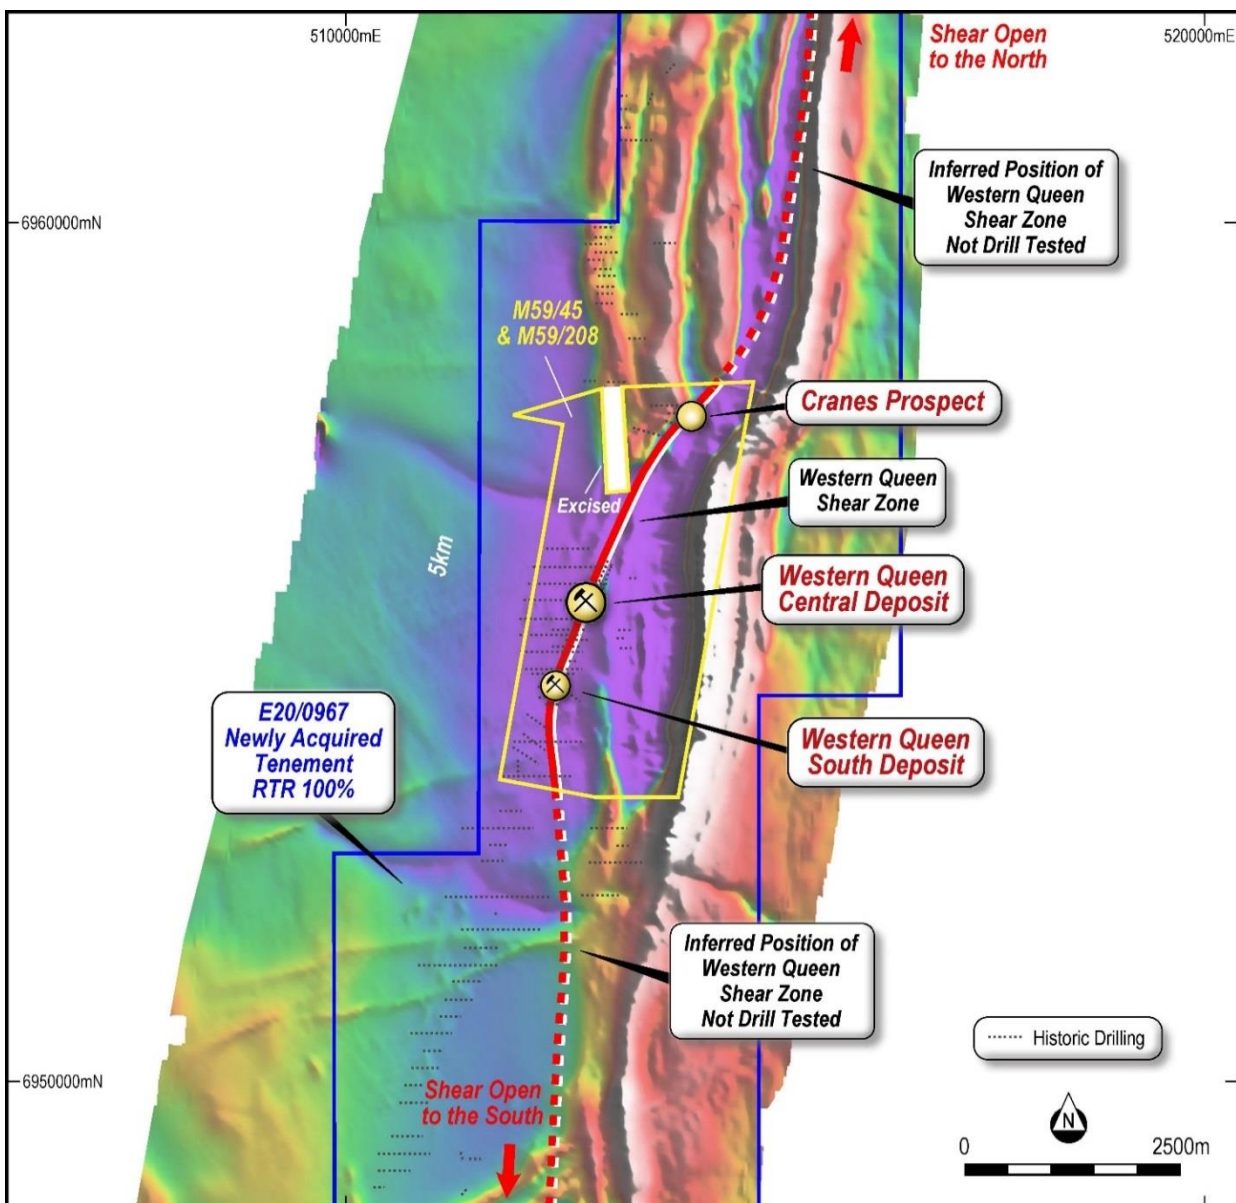 510000mE
520000mE
Shear Open
to the North
Inferred Position of
Western Queen
Shear Zone
Not Drill Tested
6960000mN
M59/45
& M59/208
Cranes Prospect
Western Queen
Shear Zone
Excised
5km
Western Queen
Central Deposit
E20/0967
Newly Acquired
Tenement
RTR 100%
Western Queen
South Deposit
Inferred Position of
Western Queen
Shear Zone
Not Drill Tested
Historic Drilling
6950000mN
Shear Open
to the South
N
0
2500m